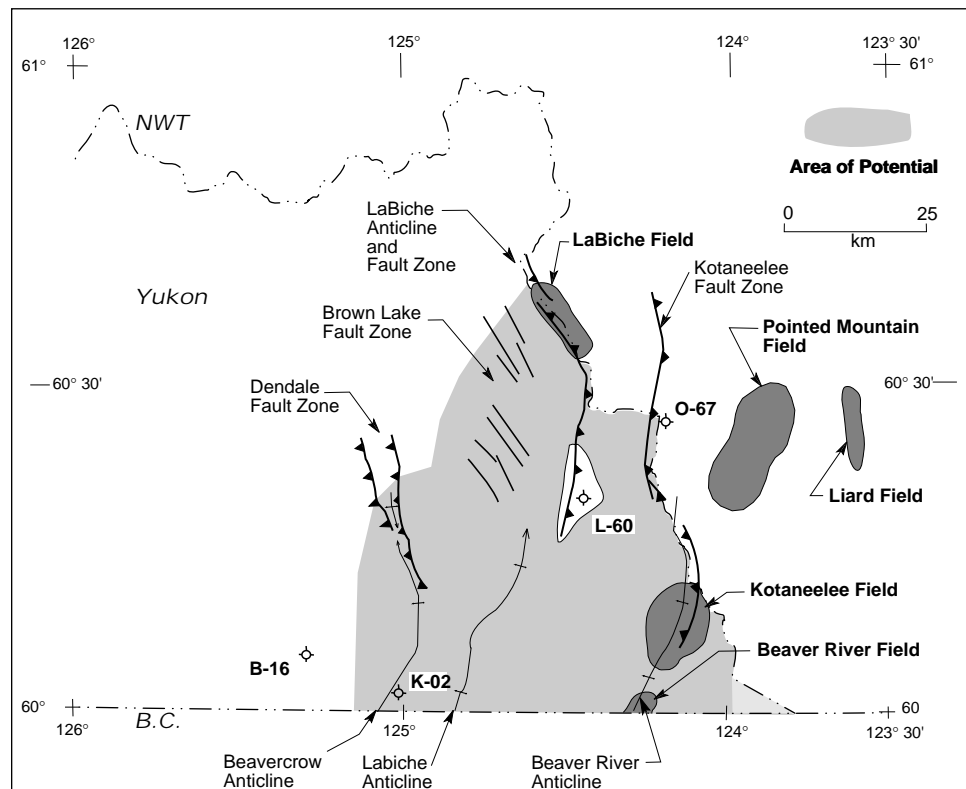 126°
125°
124°
123° 30'
61°
61°
NWT
Area of Potential
0
25
km
LaBiche
Anticline
and
Fault Zone
LaBiche Field
Kotaneelee
Fault Zone
Yukon
Brown Lake
Fault Zone
Pointed Mountain
Field
60° 30'
60° 30'
Dendale
Fault Zone
O-67
Liard Field
L-60
Kotaneelee Field
Beaver River Field
B-16
K-02
60°
60
B.C.
126°
125°
124°
123° 30'
Beavercrow
Anticline
Labiche
Anticline
Beaver River
Anticline